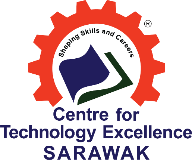 Shaping Skills and Careers
®
Centre for
Technology Excellence
SARAWAK